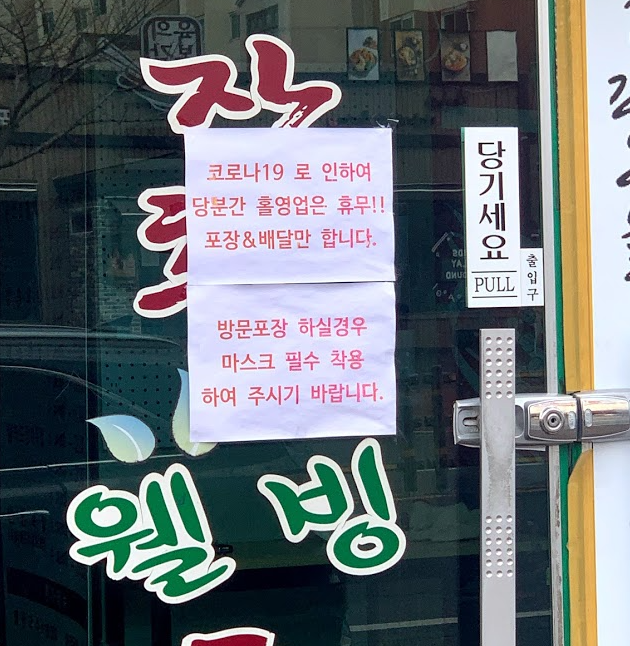 코로나19 로 인하여
당분간 홀영업은 휴무!!
포장&배달만 합니다.
방문포장 하실경우
마스크 필수 착용
하여 주시기 바랍니다.
당기세요
PULL
출입구
웰빙